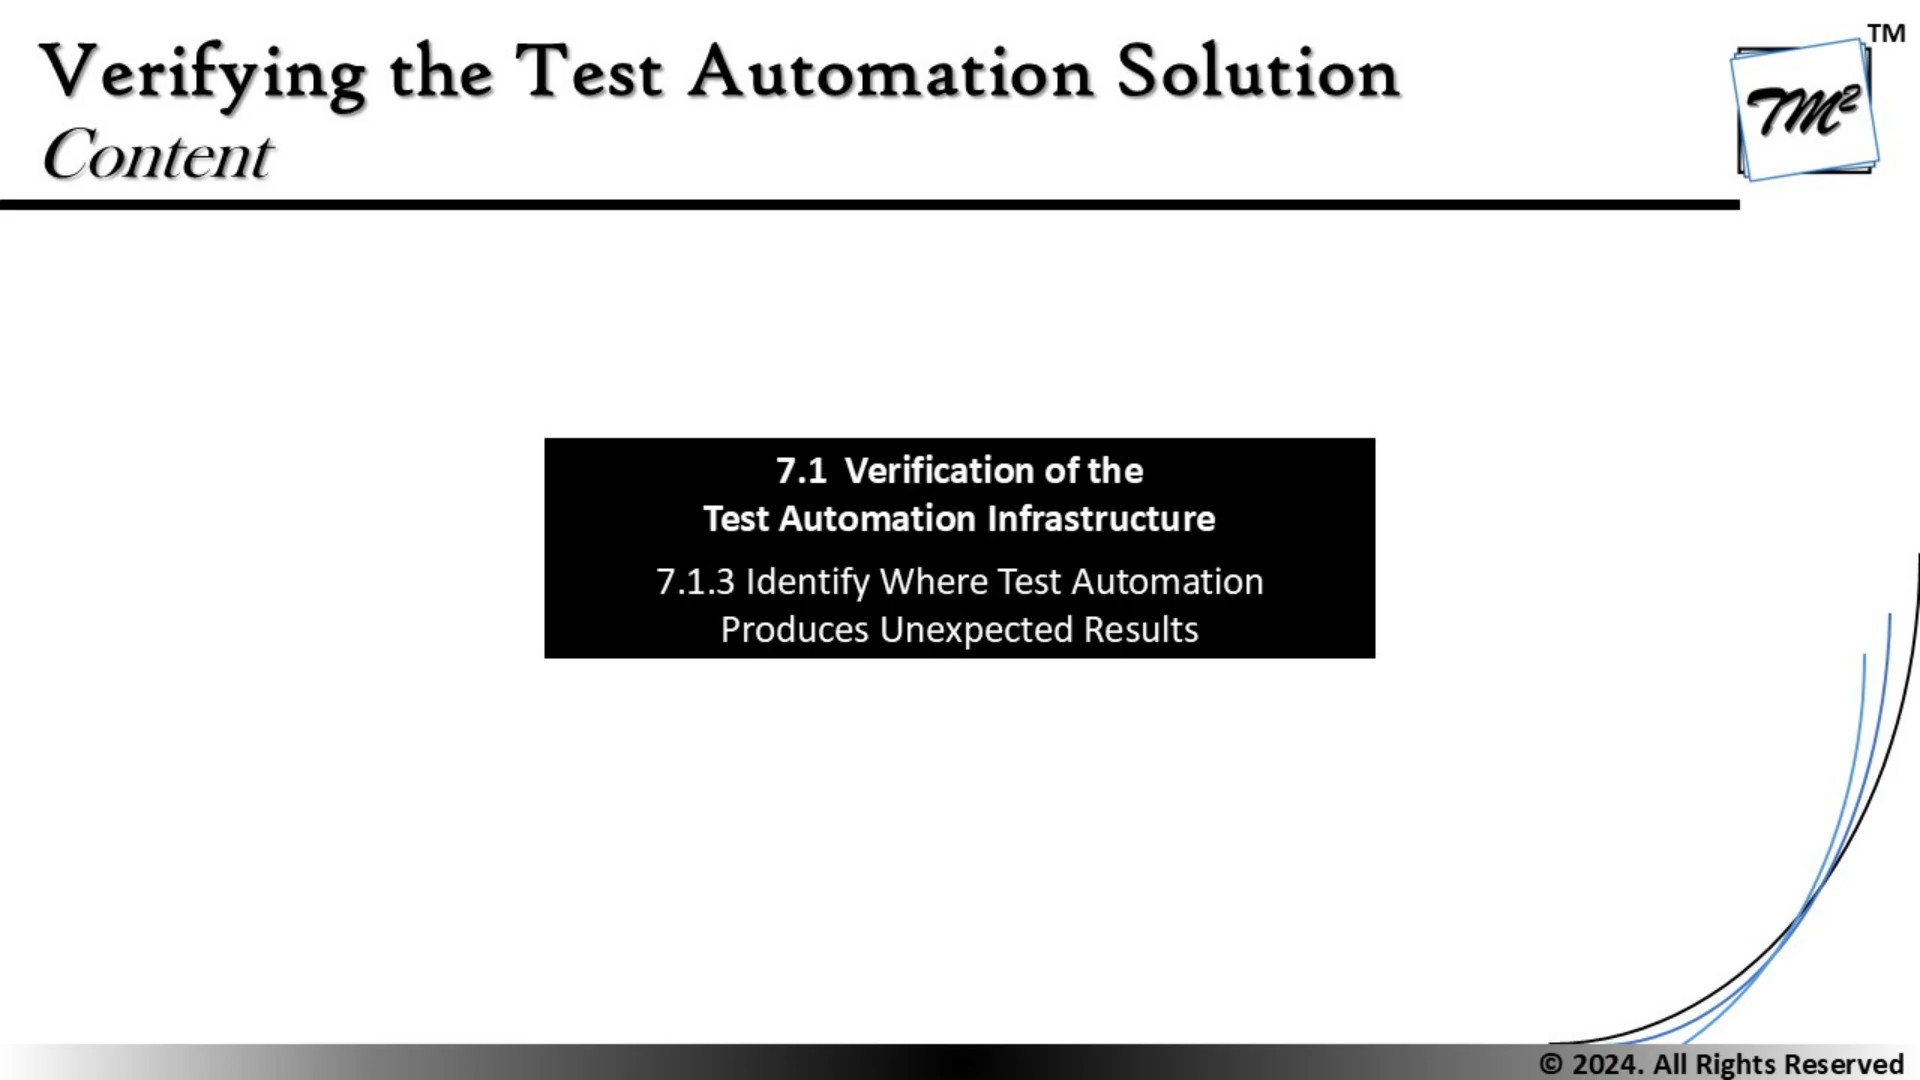 Verifying the Test Automation Solution
Content
TM
TM²
7.1 Verification of the
Test Automation Infrastructure
7.1.3 Identify Where Test Automation
Produces Unexpected Results
© 2024. All Rights Reserved